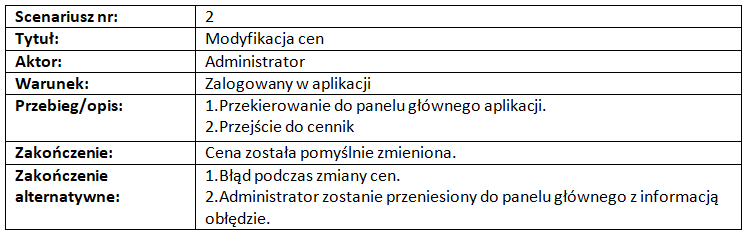 Scenariusz nr: 2
Tytuł: Modyfikacja cen
Aktor: Administrator
Warunek: Zalogowany w aplikacji
Przebieg/opis: 1.Przekierowanie do panelu głównego aplikacji.
2.Przejście do cennik
Zakończenie: Cena została pomyślnie zmieniona.
Zakończenie 1.Błąd podczas zmiany cen.
alternatywne: 2.Administrator zostanie przeniesiony do panelu głównego z informacją
obłędzie.